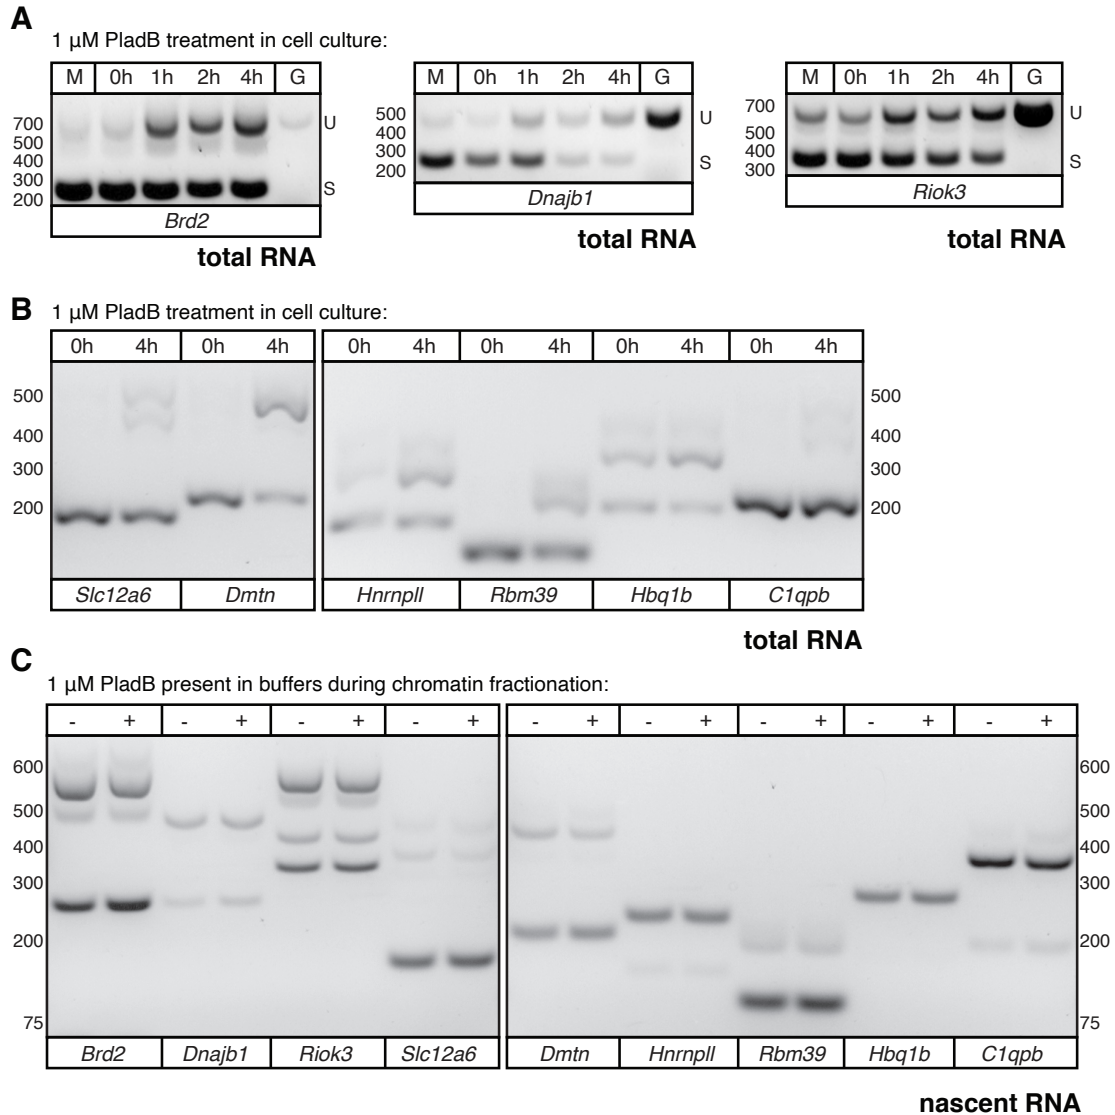 A
1 µM PladB treatment in cell culture:
M 0h 1h 2h 4h G
700
500
400
300
200
U
S
Brd2
total RNA
M 0h 1h 2h 4h G
500
400
300
200
U
S
Dnajb1
total RNA
M 0h 1h 2h 4h G
700
500
400
300
U
S
Riok3
total RNA
B
1 µM PladB treatment in cell culture:
0h 4h 0h 4h 0h 4h 0h 4h 0h 4h 0h 4h
500 500
400 400
300 300
200 200
Slc12a6 Dmtn Hnrnpll Rbm39 Hbq1b C1qpb
total RNA
C
1 µM PladB present in buffers during chromatin fractionation:
- + - + - + - + - + - + - + - + - +
600 600
500 500
400 400
300 300
200 200
75 75
Brd2 Dnajb1 Riok3 Slc12a6 Dmtn Hnrnpll Rbm39 Hbq1b C1qpb
nascent RNA